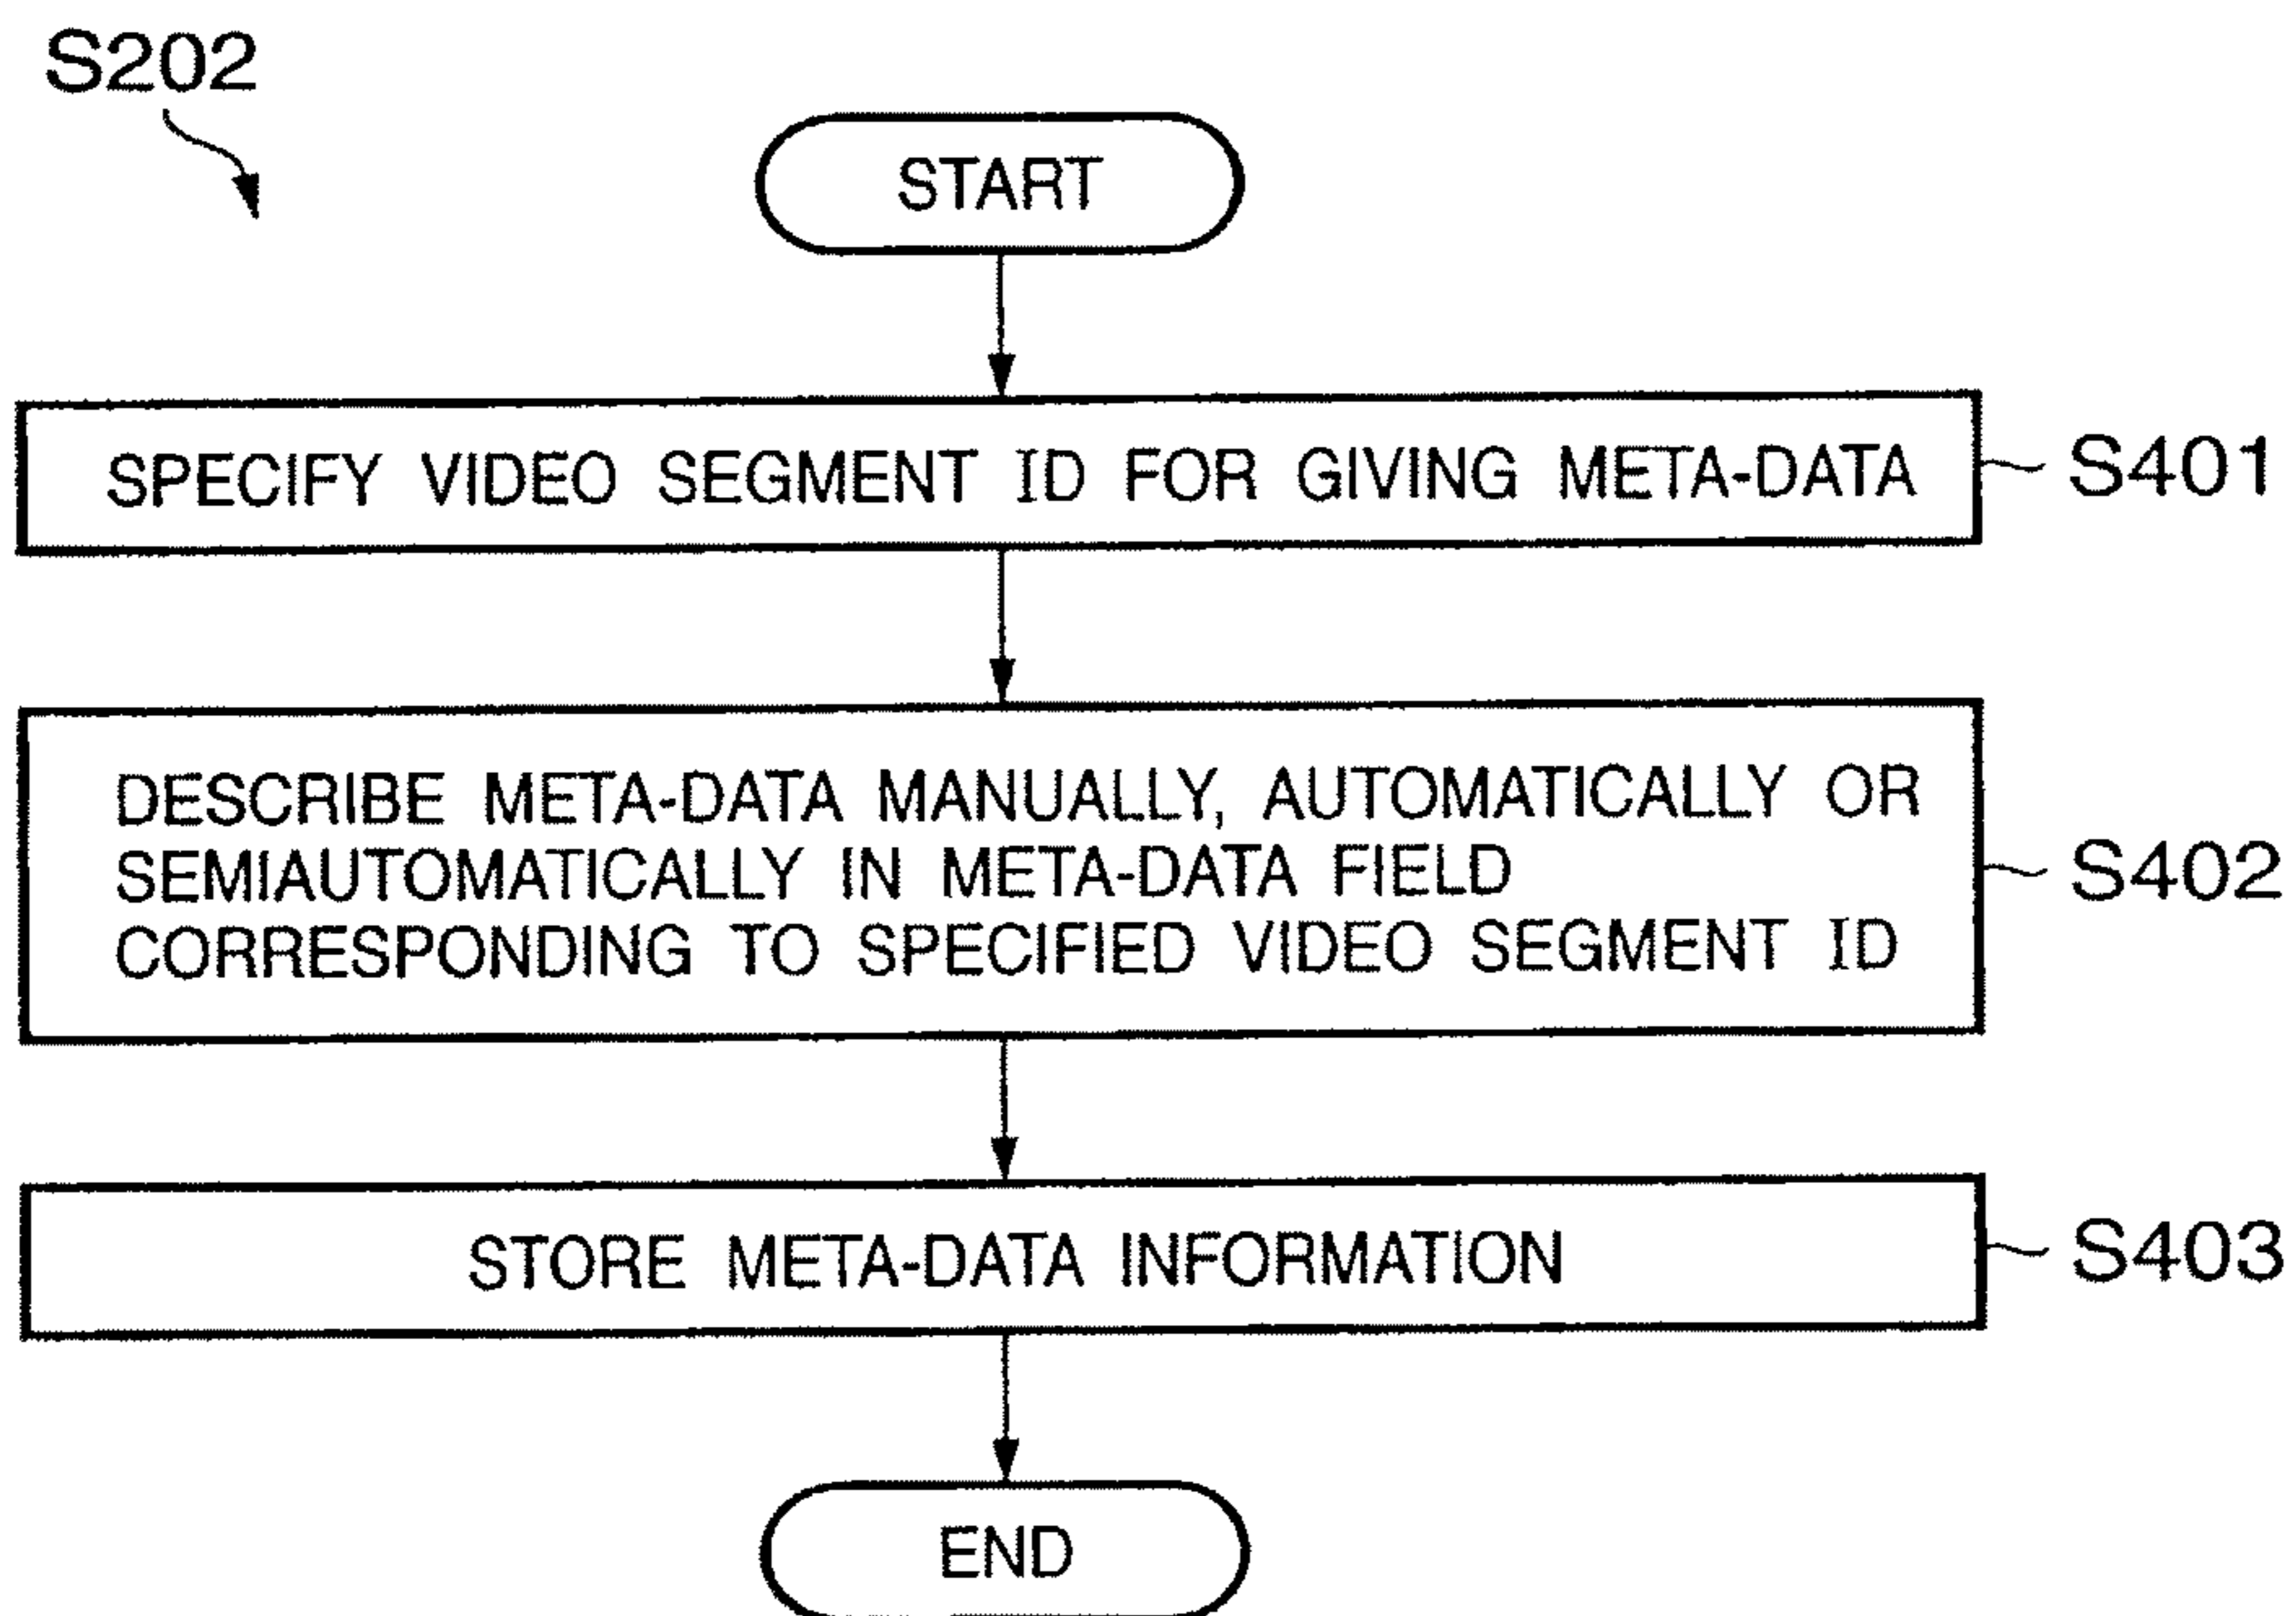 S202
START
SPECIFY VIDEO SEGMENT ID FOR GIVING META-DATA
S401
DESCRIBE META-DATA MANUALLY, AUTOMATICALLY OR
SEMIAUTOMATICALLY IN META-DATA FIELD
CORRESPONDING TO SPECIFIED VIDEO SEGMENT ID
S402
STORE META-DATA INFORMATION
S403
END